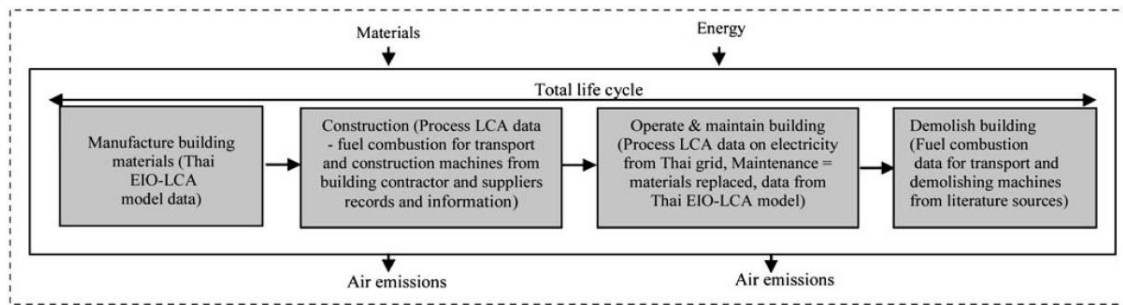 Materials
Energy
Total life cycle
Manufacture building
materials (Thai
EIO-LCA
model data)
Construction (Process LCA data
- fuel combustion for transport
and construction machines from
building contractor and suppliers
records and information)
Operate & maintain building
(Process LCA data on electricity
from Thai grid, Maintenance =
materials replaced, data from
Thai EIO-LCA model)
Demolish building
(Fuel combustion
data for transport and
demolishing machines
from literature sources)
Air emissions
Air emissions